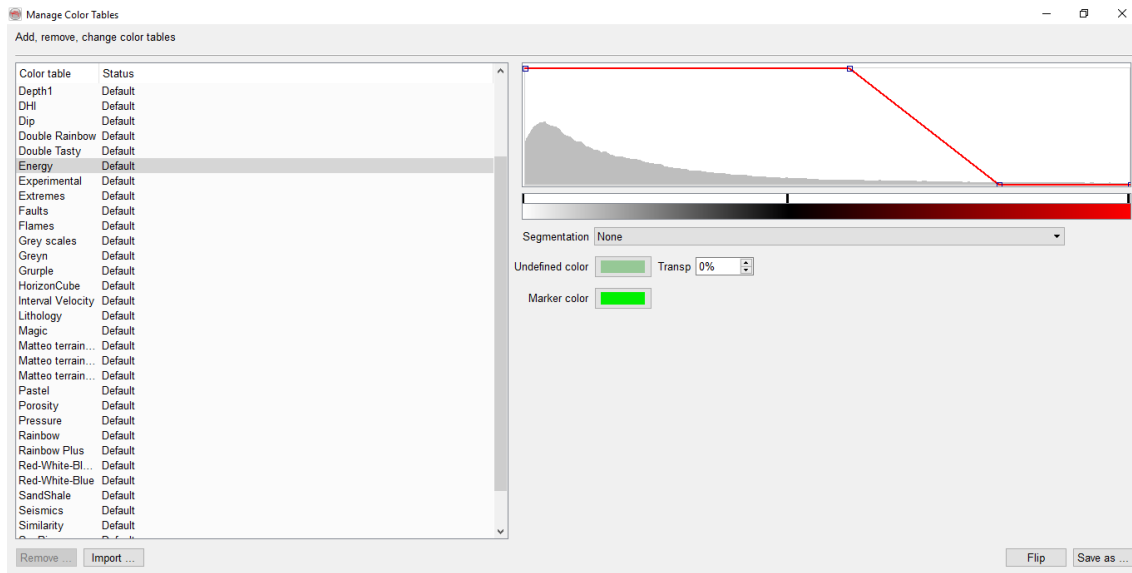 Manage Color Tables
Add, remove, change color tables
Color table Status
Depth1 Default
DHI Default
Dip Default
Double Rainbow Default
Double Tasty Default
Energy Default
Experimental Default
Extremes Default
Faults Default
Flames Default
Grey scales Default
Greyn Default
Grurple Default
HorizonCube Default
Interval Velocity Default
Lithology Default
Magic Default
Matteo terrain... Default
Matteo terrain... Default
Matteo terrain... Default
Pastel Default
Porosity Default
Pressure Default
Rainbow Default
Rainbow Plus Default
Red-White-Bl... Default
Red-White-Blue Default
SandShale Default
Seismics Default
Similarity Default
Segmentation None
Undefined color Transp 0%
Marker color
Remove ... Import ... Flip Save as ...